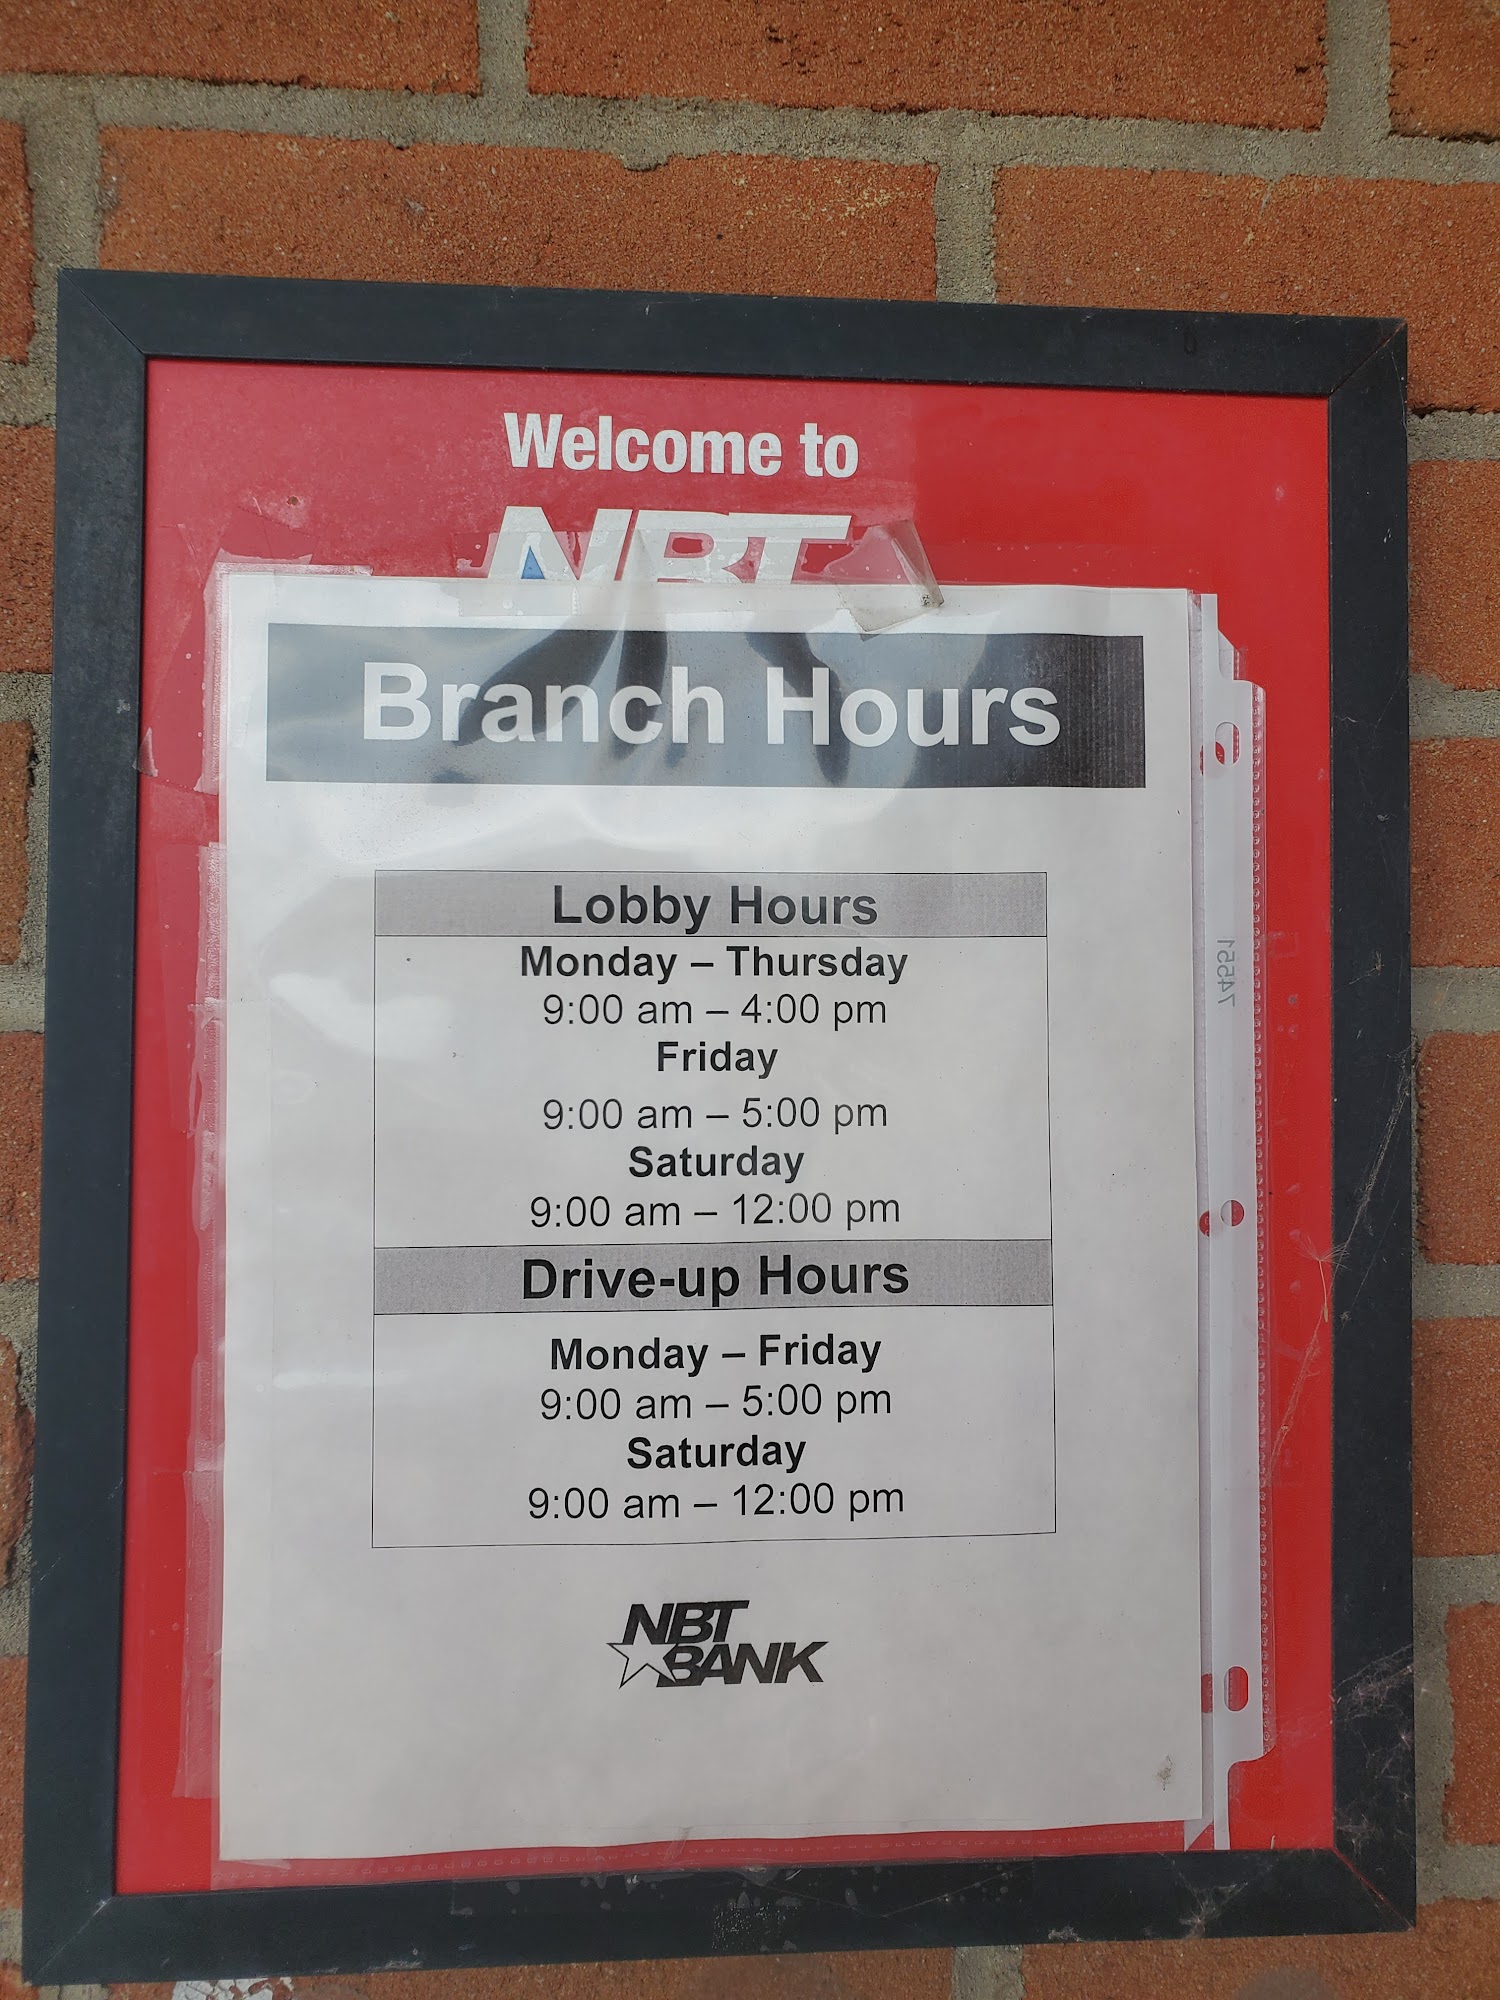 Welcome to
NBT
Branch Hours
Lobby Hours
Monday – Thursday
9:00 am – 4:00 pm
Friday
9:00 am – 5:00 pm
Saturday
9:00 am – 12:00 pm
Drive-up Hours
Monday – Friday
9:00 am – 5:00 pm
Saturday
9:00 am – 12:00 pm
NBT
BANK
74551